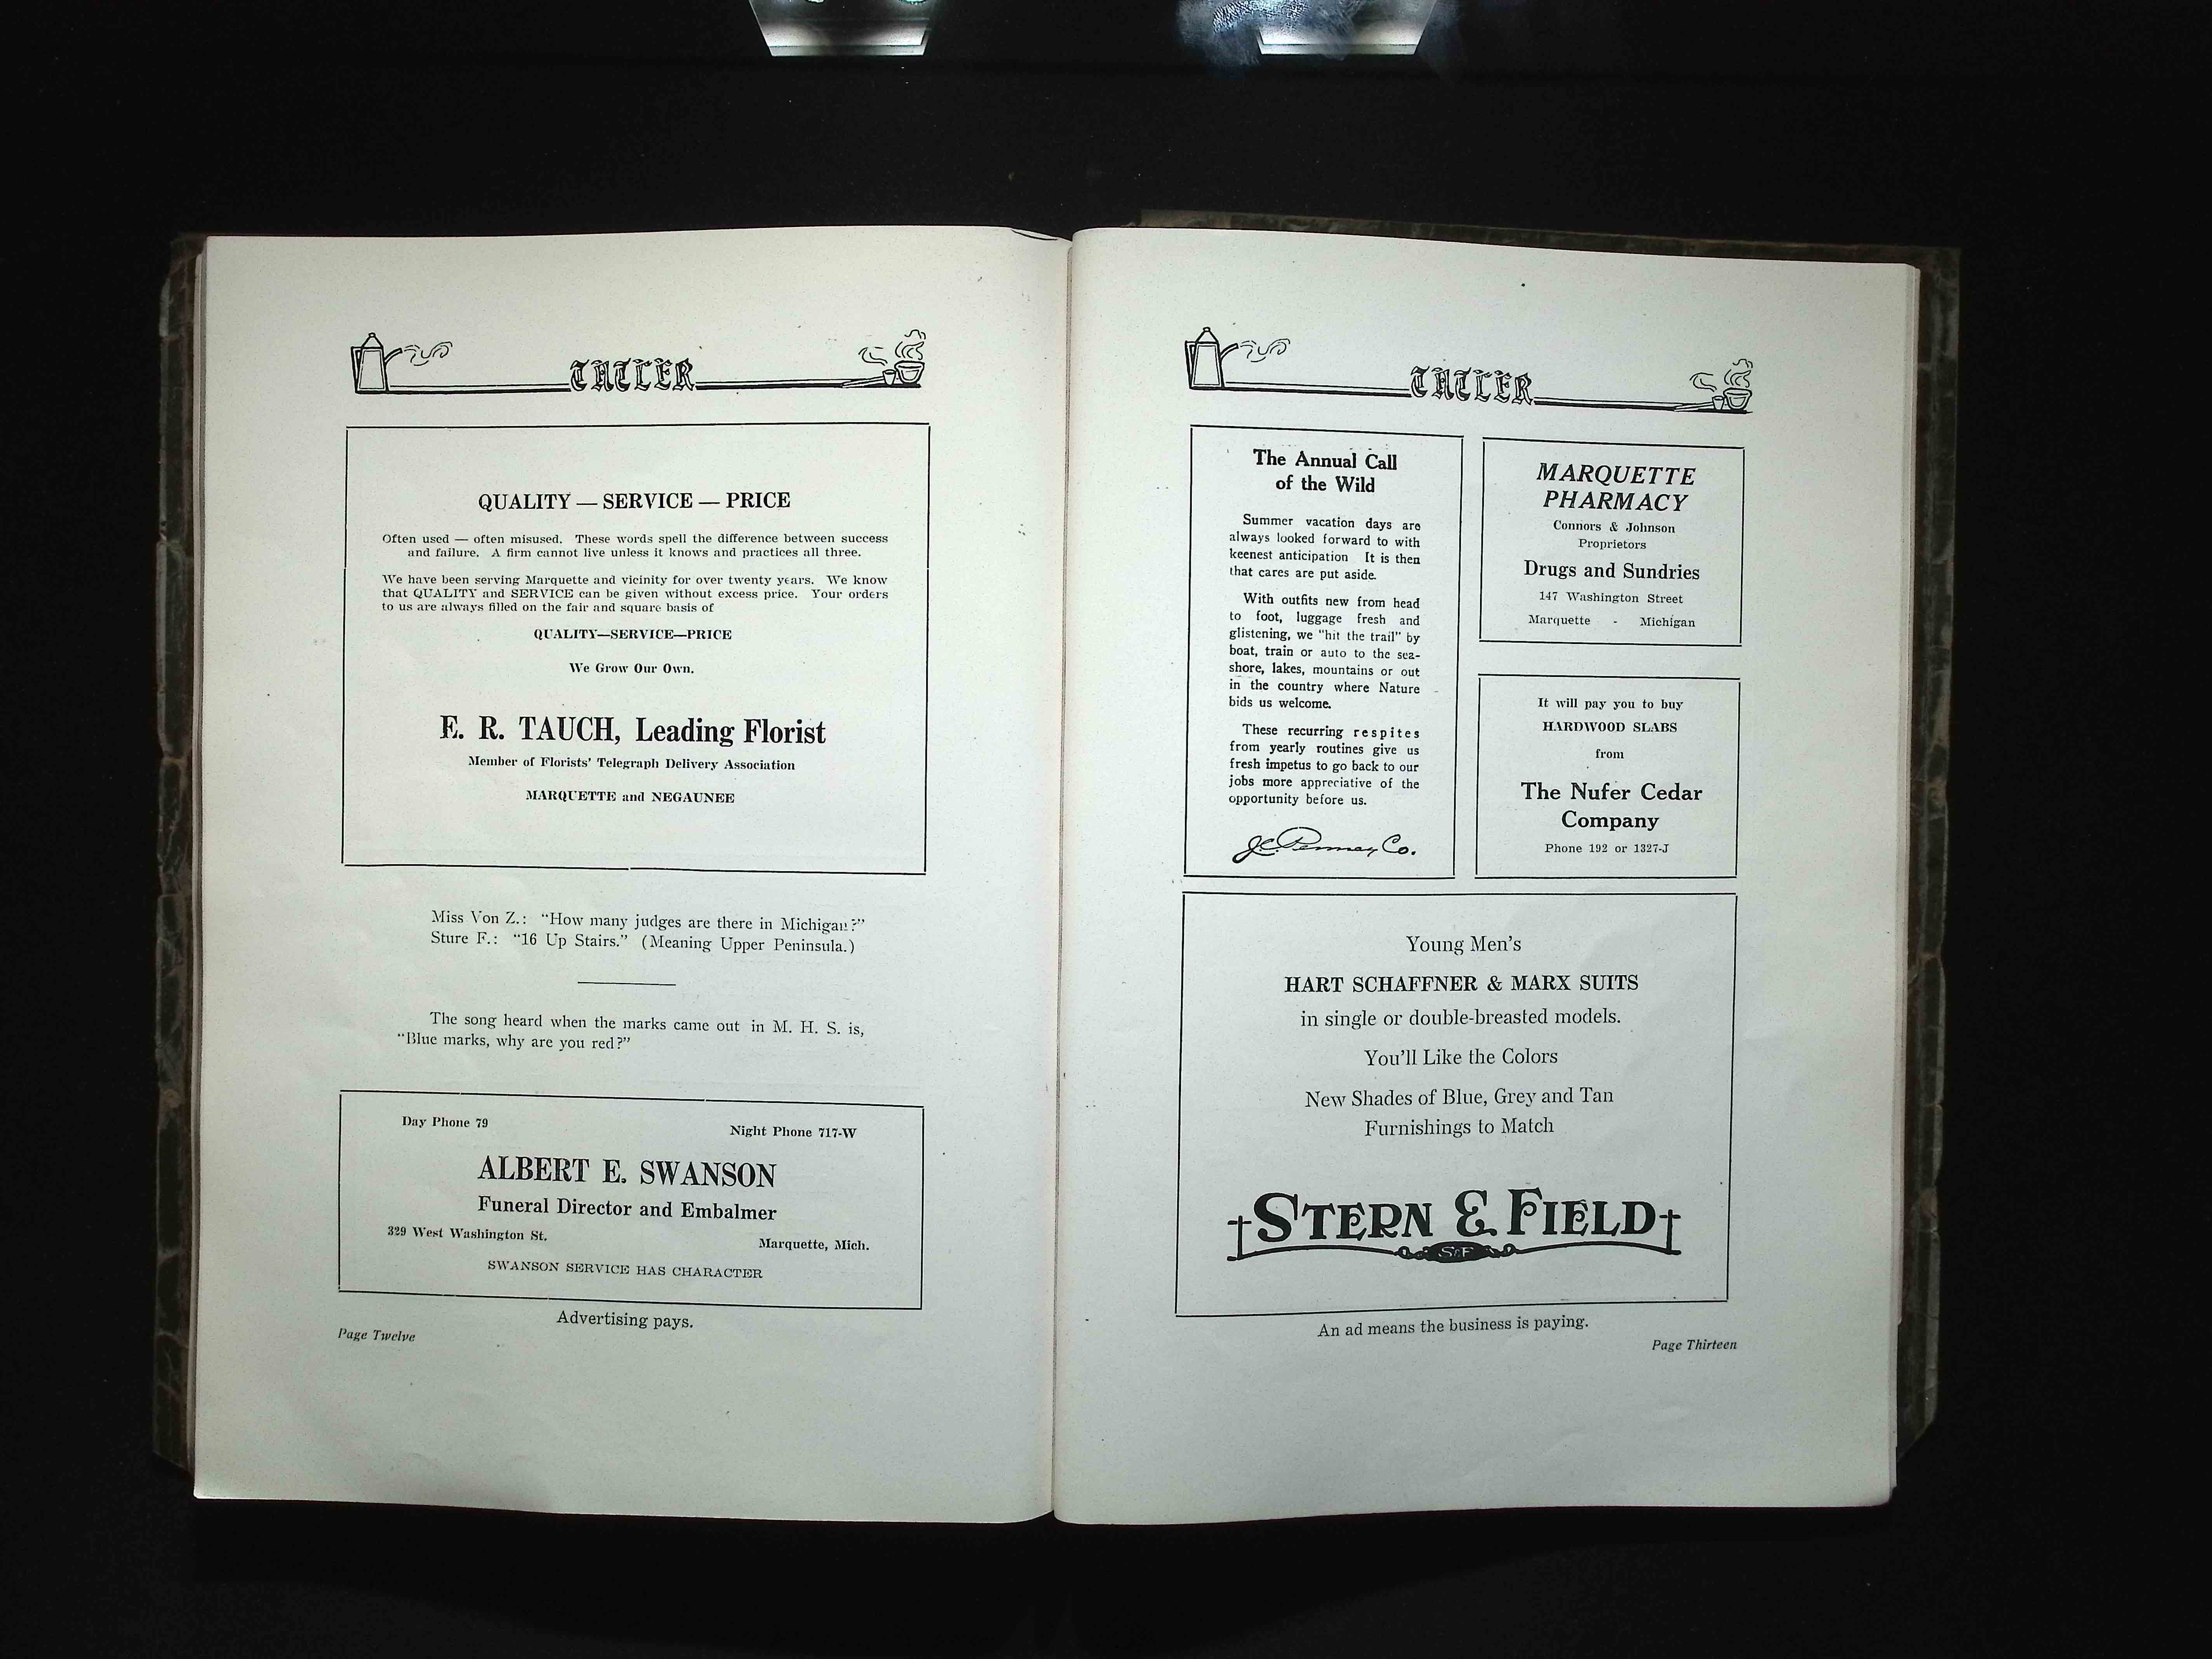 TATLER
QUALITY — SERVICE — PRICE
Often used — often misused. These words spell the difference between success
and failure. A firm cannot live unless it knows and practices all three.
We have been serving Marquette and vicinity for over twenty years. We know
that QUALITY and SERVICE can be given without excess price. Your orders
to us are always filled on the fair and square basis of
QUALITY—SERVICE—PRICE
We Grow Our Own.
E. R. TAUCH, Leading Florist
Member of Florists' Telegraph Delivery Association
MARQUETTE and NEGAUNEE
Miss Von Z.: "How many judges are there in Michigan?"
Sture F.: "16 Up Stairs." (Meaning Upper Peninsula.)
The song heard when the marks came out in M. H. S. is,
"Blue marks, why are you red?"
Day Phone 79
Night Phone 717-W
ALBERT E. SWANSON
Funeral Director and Embalmer
329 West Washington St.
Marquette, Mich.
SWANSON SERVICE HAS CHARACTER
Advertising pays.
Page Twelve
TATLER
The Annual Call
of the Wild
Summer vacation days are
always looked forward to with
keenest anticipation It is then
that cares are put aside.
With outfits new from head
to foot, luggage fresh and
glistening, we "hit the trail" by
boat, train or auto to the sea-
shore, lakes, mountains or out
in the country where Nature
bids us welcome.
These recurring respites
from yearly routines give us
fresh impetus to go back to our
jobs more appreciative of the
opportunity before us.
J.C. Penney Co.
MARQUETTE
PHARMACY
Connors & Johnson
Proprietors
Drugs and Sundries
147 Washington Street
Marquette - Michigan
It will pay you to buy
HARDWOOD SLABS
from
The Nufer Cedar
Company
Phone 192 or 1327-J
Young Men's
HART SCHAFFNER & MARX SUITS
in single or double-breasted models.
You'll Like the Colors
New Shades of Blue, Grey and Tan
Furnishings to Match
STERN & FIELD
S&F
An ad means the business is paying.
Page Thirteen